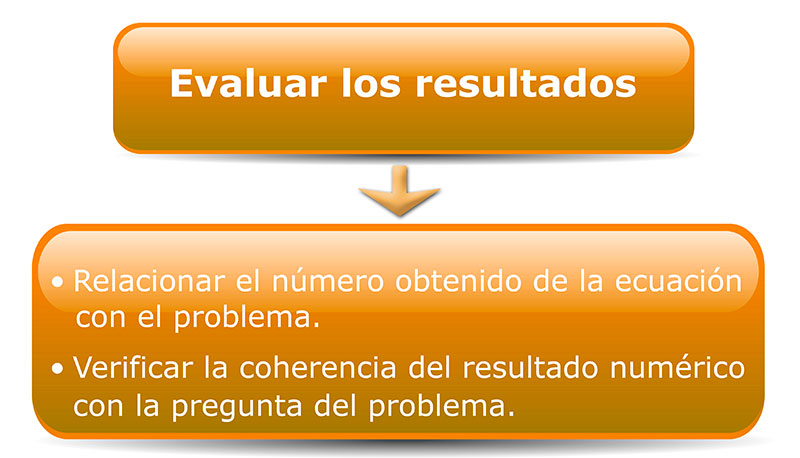 Evaluar los resultados
• Relacionar el número obtenido de la ecuación
con el problema.
• Verificar la coherencia del resultado numérico
con la pregunta del problema.